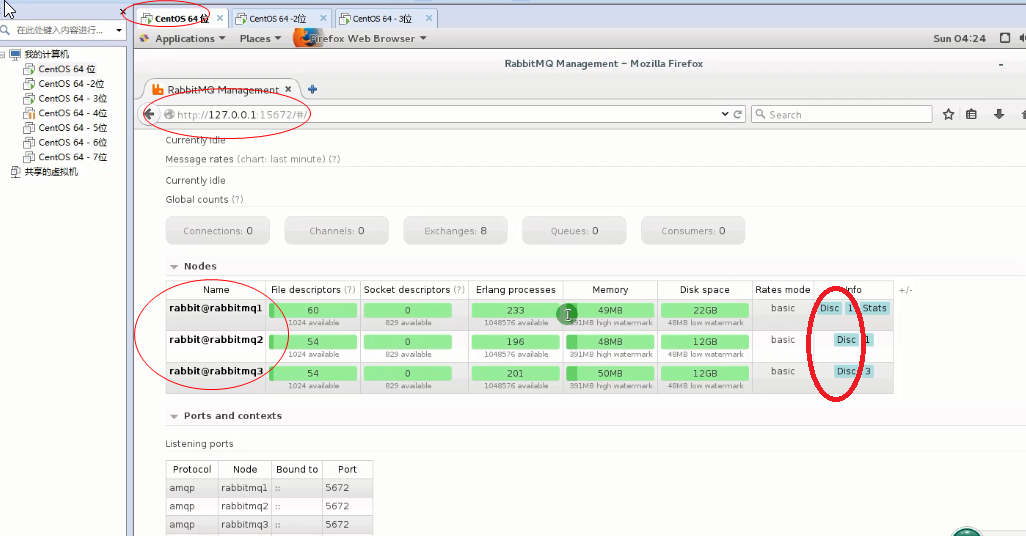 CentOS 64 位
CentOS 64 -2位
CentOS 64 - 3位
在此处键入内容进行...
Applications
Places
Firefox Web Browser
Sun 04:24
我的计算机
CentOS 64 位
CentOS 64 -2位
CentOS 64 - 3位
CentOS 64 - 4位
CentOS 64 - 5位
CentOS 64 - 6位
CentOS 64 - 7位
共享的虚拟机
RabbitMQ Management - Mozilla Firefox
RabbitMQ Management
http://127.0.0.1:15672/#/
Search
Currently idle
Message rates (chart: last minute) (?)
Currently idle
Global counts (?)
Connections: 0
Channels: 0
Exchanges: 8
Queues: 0
Consumers: 0
Nodes
Name File descriptors (?) Socket descriptors (?) Erlang processes Memory Disk space Rates mode Info +/-
rabbit@rabbitmq1 60 0 233 49MB 22GB basic Disc 1 Stats
1024 available 829 available 1048576 available 391MB high watermark 48MB low watermark
rabbit@rabbitmq2 54 0 196 48MB 12GB basic Disc 1
1024 available 829 available 1048576 available 391MB high watermark 48MB low watermark
rabbit@rabbitmq3 54 0 201 50MB 12GB basic Disc 3
1024 available 829 available 1048576 available 391MB high watermark 48MB low watermark
Ports and contexts
Listening ports
Protocol Node Bound to Port
amqp rabbitmq1 :: 5672
amqp rabbitmq2 :: 5672
amqp rabbitmq3 :: 5672